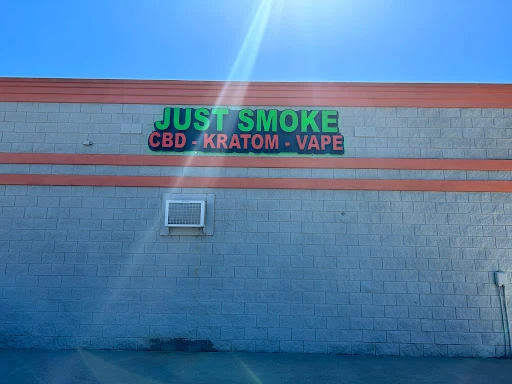 JUST SMOKE
CBD - KRATOM - VAPE